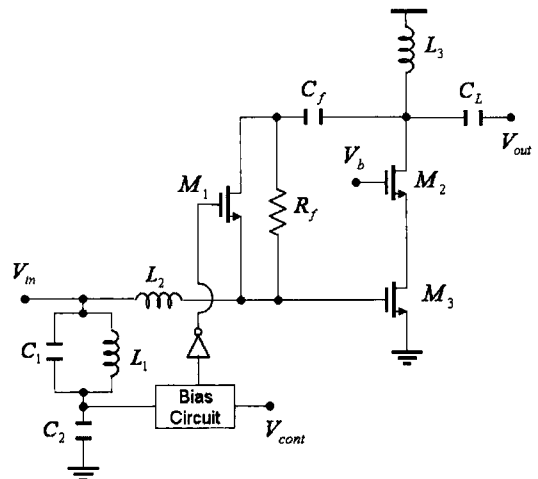 L3
Cf
CL
Vout
Vb
M2
M1
Rf
Vin
L2
M3
C1
L1
Bias
Circuit
C2
Vcont